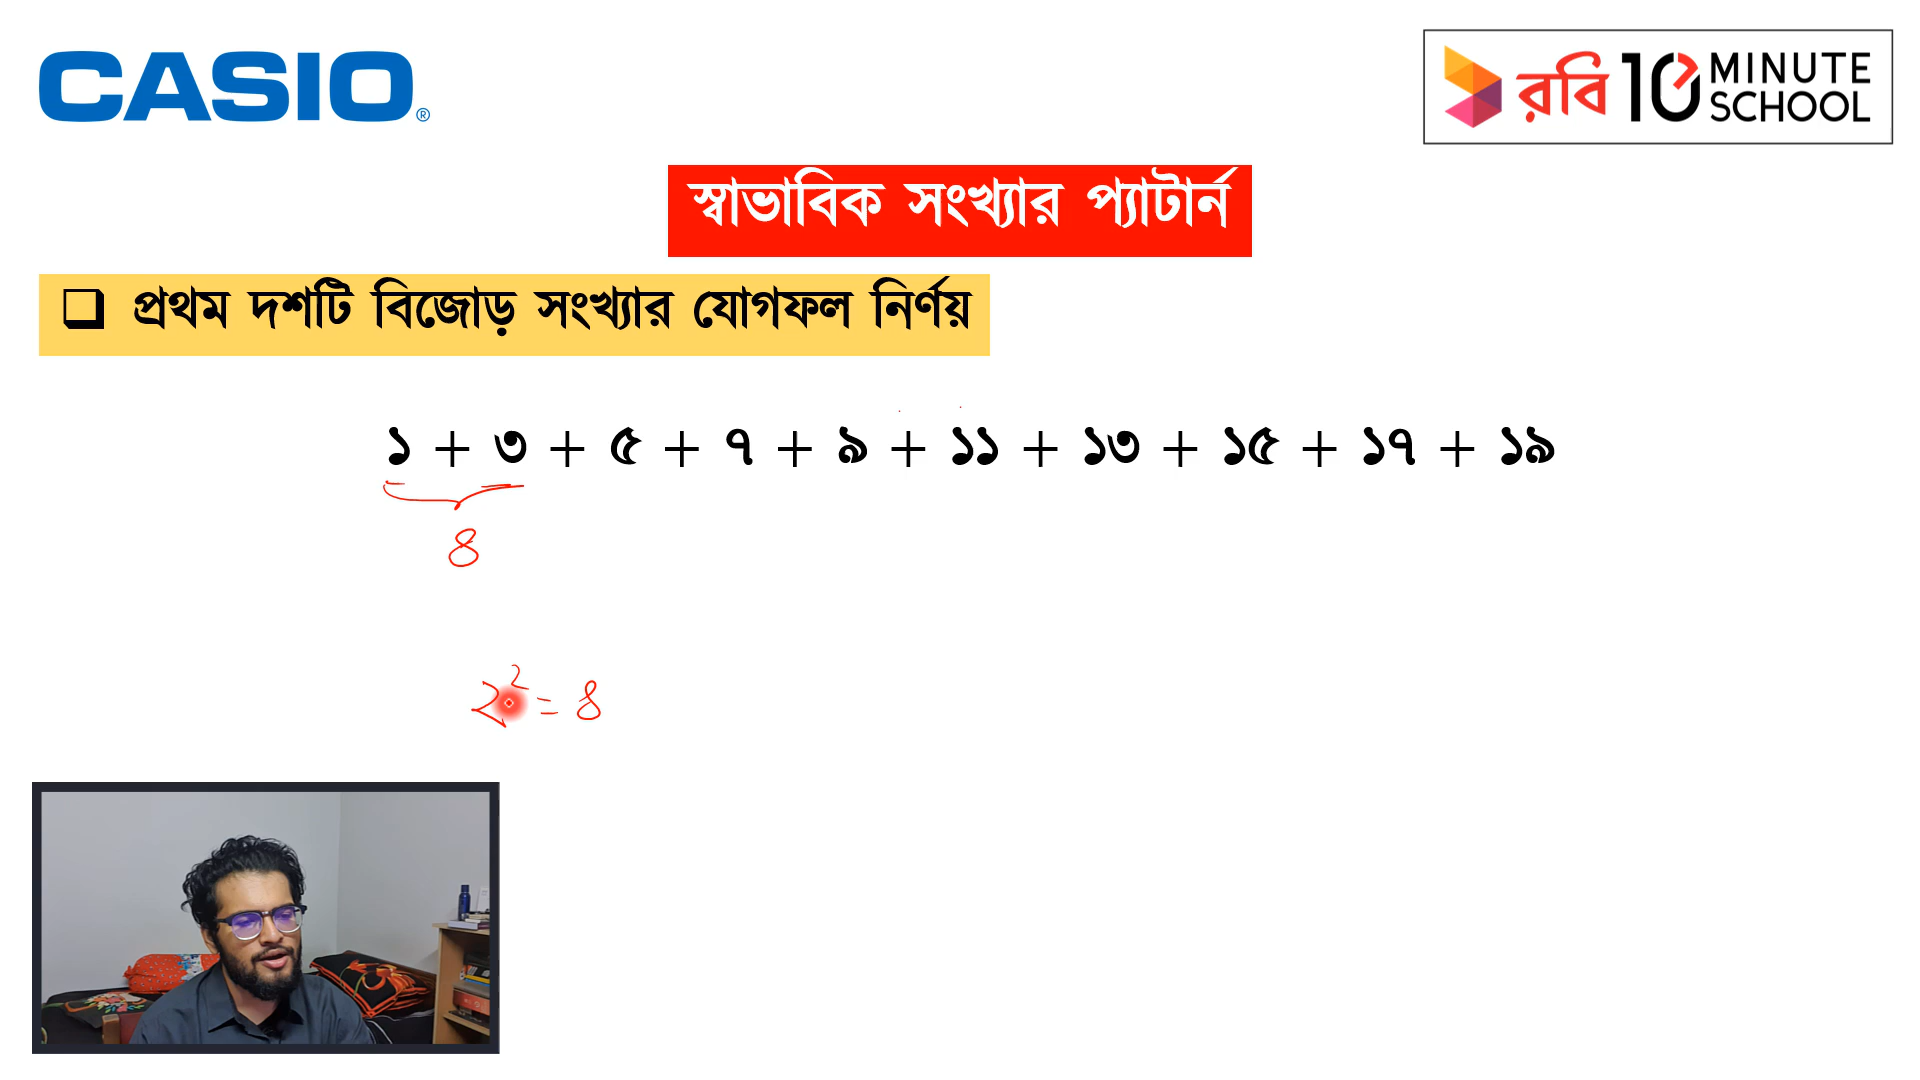 CASIO®
রবি 10 MINUTE SCHOOL
স্বাভাবিক সংখ্যার প্যাটার্ন
❑ প্রথম দশটি বিজোড় সংখ্যার যোগফল নির্ণয়
১ + ৩ + ৫ + ৭ + ৯ + ১১ + ১৩ + ১৫ + ১৭ + ১৯
৪
২² = ৪